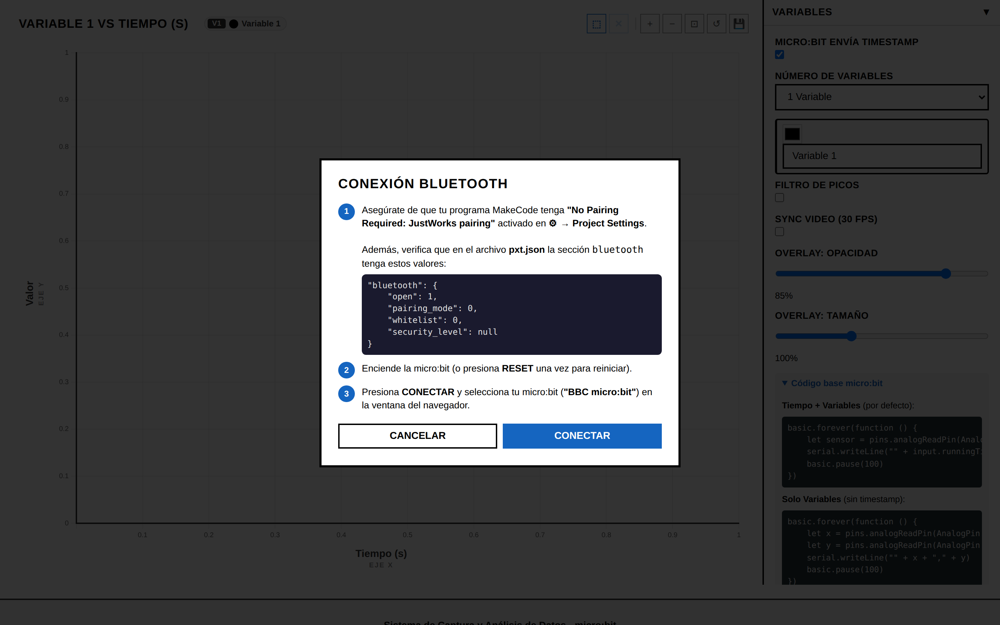 VARIABLE 1 VS TIEMPO (S)
V1 Variable 1
+ −
1
0.9
0.8
0.7
0.6
0.5
0.4
0.3
0.2
0.1
0
Valor
EJE Y
0.1 0.2 0.3 0.4 0.5 0.6 0.7 0.8 0.9 1
Tiempo (s)
EJE X
CONEXIÓN BLUETOOTH
1 Asegúrate de que tu programa MakeCode tenga "No Pairing
Required: JustWorks pairing" activado en ⚙ → Project Settings.
Además, verifica que en el archivo pxt.json la sección bluetooth
tenga estos valores:
"bluetooth": {
    "open": 1,
    "pairing_mode": 0,
    "whitelist": 0,
    "security_level": null
}
2 Enciende la micro:bit (o presiona RESET una vez para reiniciar).
3 Presiona CONECTAR y selecciona tu micro:bit ("BBC micro:bit") en
la ventana del navegador.
CANCELAR CONECTAR
VARIABLES ▼
MICRO:BIT ENVÍA TIMESTAMP
NÚMERO DE VARIABLES
1 Variable
Variable 1
FILTRO DE PICOS
SYNC VIDEO (30 FPS)
OVERLAY: OPACIDAD
85%
OVERLAY: TAMAÑO
100%
▼ Código base micro:bit
Tiempo + Variables (por defecto):
basic.forever(function () {
    let sensor = pins.analogReadPin(Analo
    serial.writeLine("" + input.runningTi
    basic.pause(100)
})
Solo Variables (sin timestamp):
basic.forever(function () {
    let x = pins.analogReadPin(AnalogPin
    let y = pins.analogReadPin(AnalogPin
    serial.writeLine("" + x + "," + y)
    basic.pause(100)
})
Sistema de Captura y Análisis de Datos - micro:bit